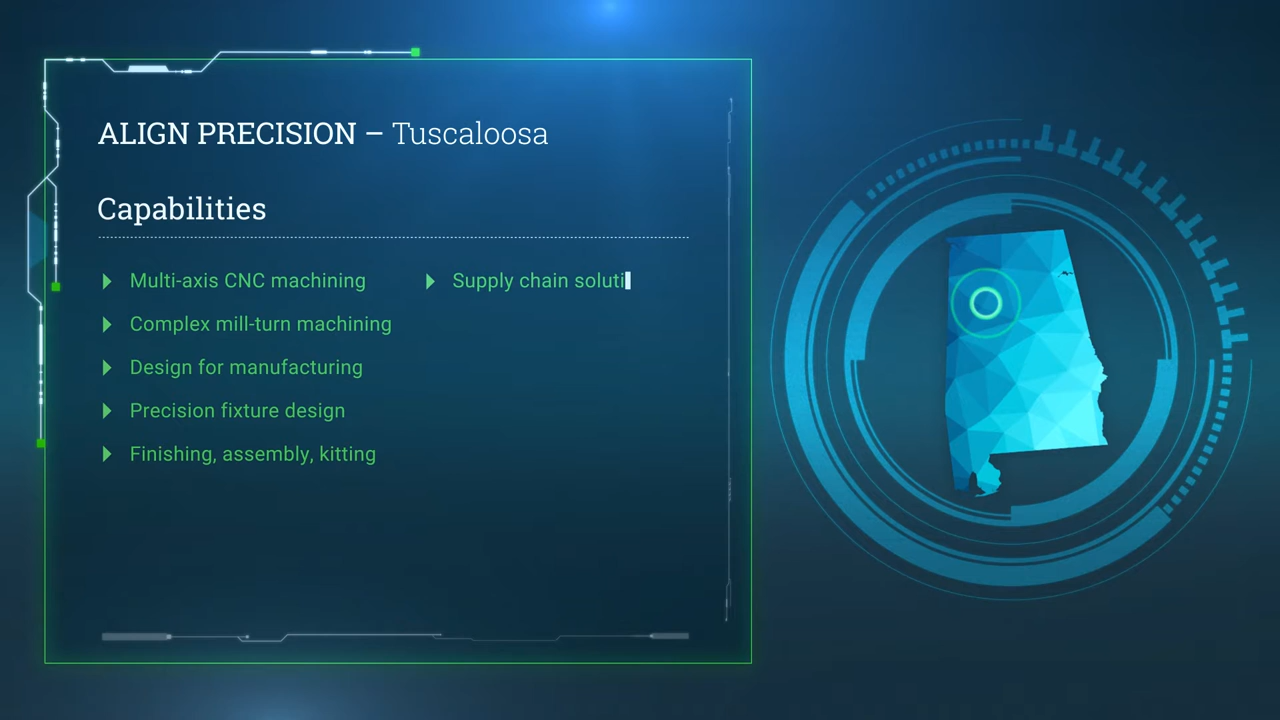 ALIGN PRECISION – Tuscaloosa
Capabilities
Multi-axis CNC machining
Complex mill-turn machining
Design for manufacturing
Precision fixture design
Finishing, assembly, kitting
Supply chain soluti